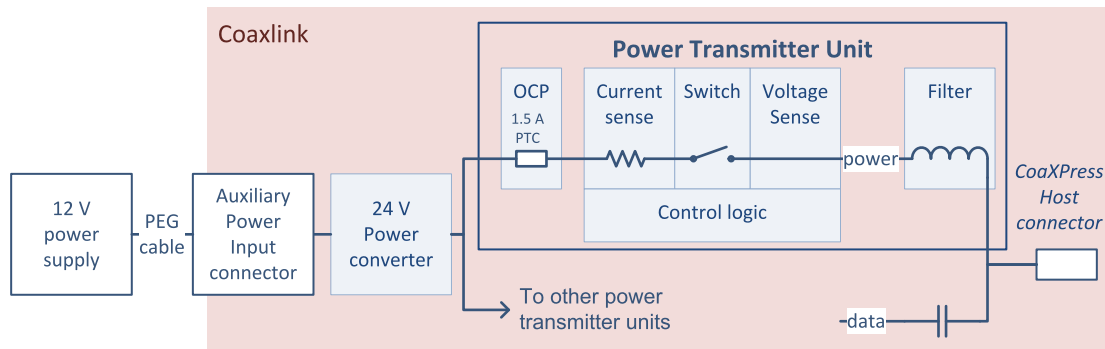 Coaxlink
Power Transmitter Unit
OCP
1.5 A
PTC
Current
sense
Switch
Voltage
Sense
Filter
power
Control logic
12 V
power
supply
PEG
cable
Auxiliary
Power
Input
connector
24 V
Power
converter
CoaXPress
Host
connector
To other power
transmitter units
data